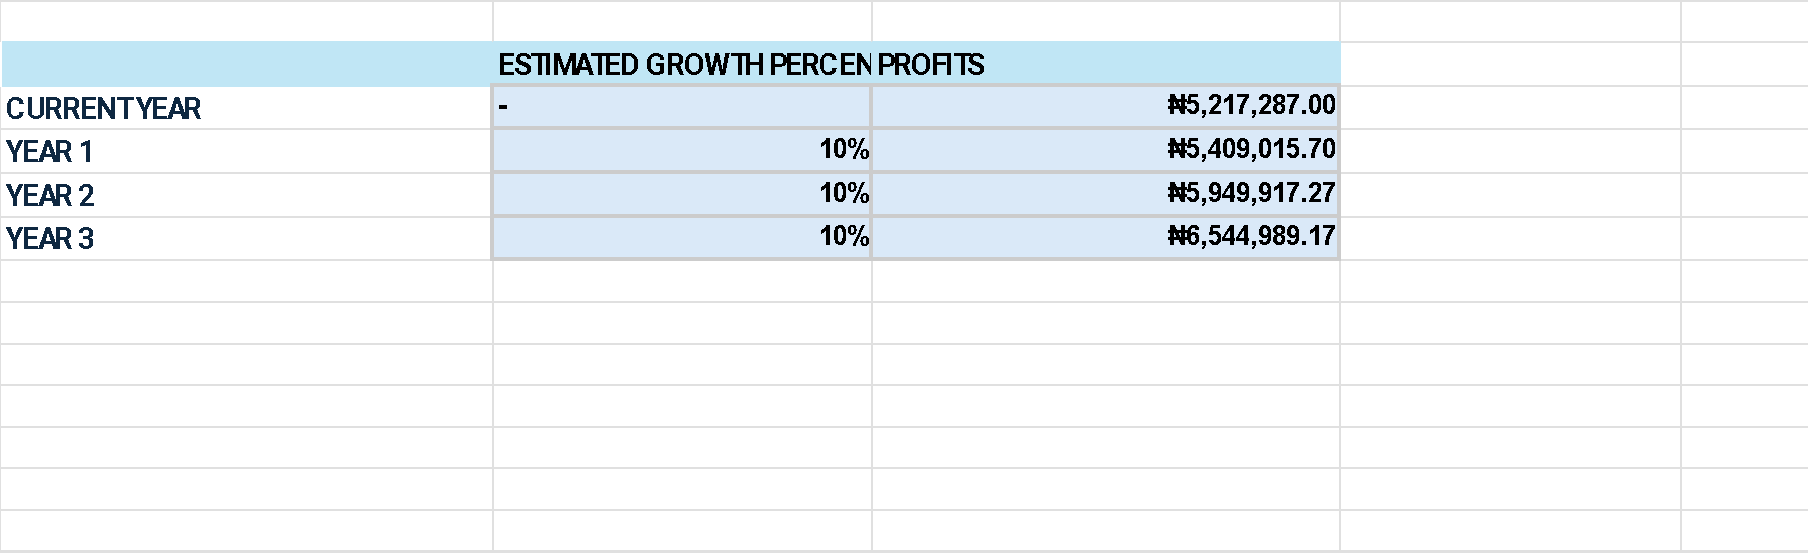 ESTIMATED GROWTH PERCEN PROFITS
CURRENT YEAR - ₦5,217,287.00
YEAR 1 10% ₦5,409,015.70
YEAR 2 10% ₦5,949,917.27
YEAR 3 10% ₦6,544,989.17